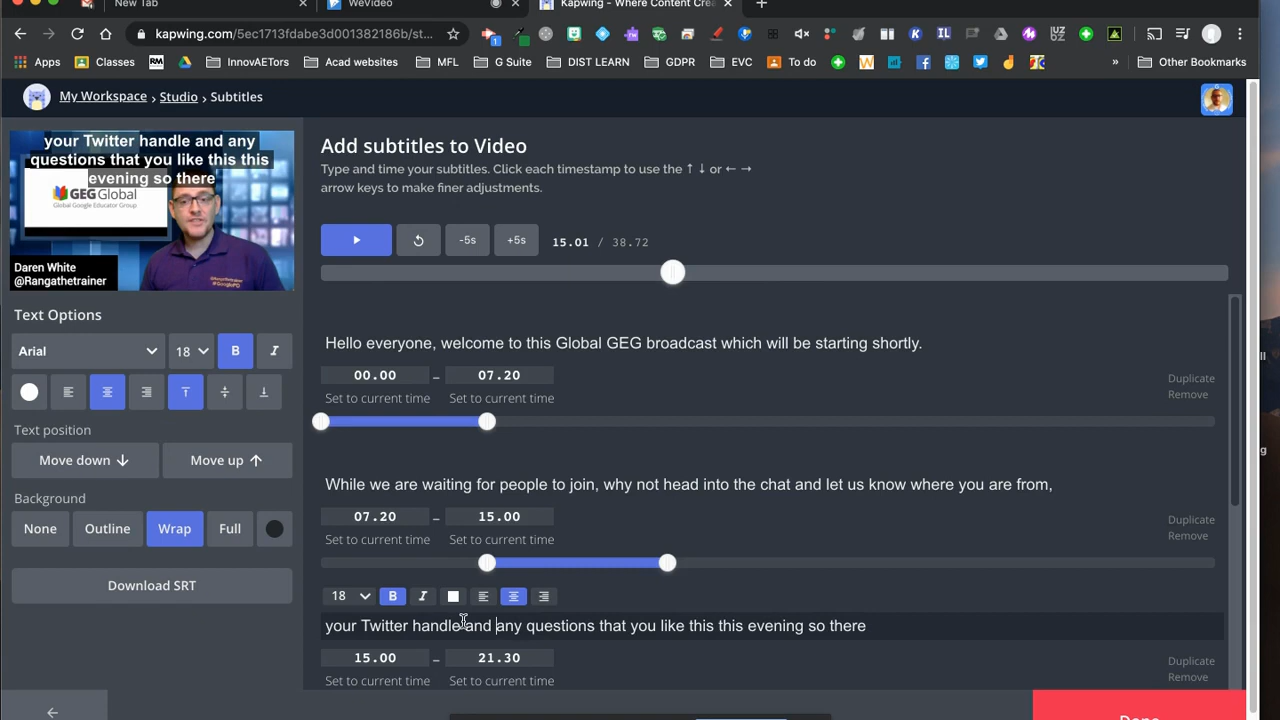 New Tab
WeVideo
Kapwing - Where Content Crea
kapwing.com/5ec1713fdabe3d001382186b/st...
Apps
Classes
RM
InnovAETors
Acad websites
MFL
G Suite
DIST LEARN
GDPR
EVC
To do
»
Other Bookmarks
My Workspace › Studio › Subtitles
your Twitter handle and any
questions that you like this this
evening so there
GEGGlobal
Global Google Educator Group
Daren White
@Rangathetrainer
Add subtitles to Video
Type and time your subtitles. Click each timestamp to use the ↑ ↓ or ← →
arrow keys to make finer adjustments.
-5s
+5s
15.01 / 38.72
Text Options
Arial
18
B
I
Text position
Move down ↓
Move up ↑
Background
None
Outline
Wrap
Full
Download SRT
Hello everyone, welcome to this Global GEG broadcast which will be starting shortly.
00.00 – 07.20
Set to current time
Set to current time
Duplicate
Remove
While we are waiting for people to join, why not head into the chat and let us know where you are from,
07.20 – 15.00
Set to current time
Set to current time
Duplicate
Remove
18
B
I
your Twitter handle and any questions that you like this this evening so there
15.00 – 21.30
Set to current time
Set to current time
Duplicate
Remove
Done